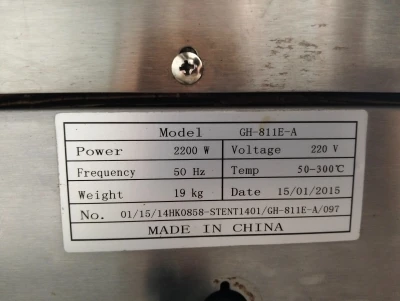 Model GH-811E-A
Power 2200 W Voltage 220 V
Frequency 50 Hz Temp 50-300℃
Weight 19 kg Date 15/01/2015
No. 01/15/14HK0858-STENT1401/GH-811E-A/097
MADE IN CHINA